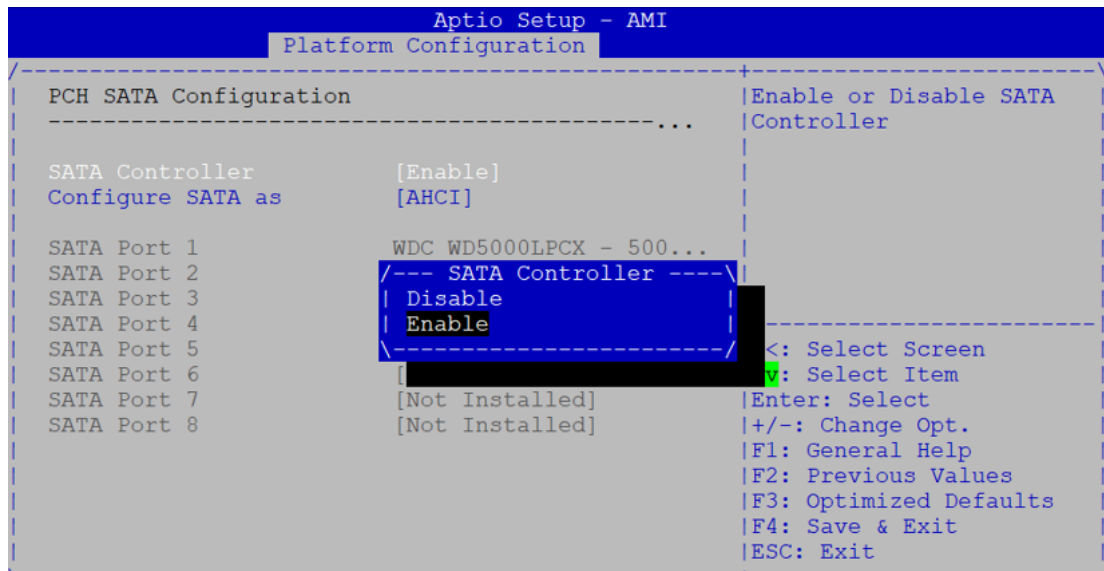 Aptio Setup - AMI
Platform Configuration
PCH SATA Configuration
Enable or Disable SATA
Controller
SATA Controller [Enable]
Configure SATA as [AHCI]
SATA Port 1 WDC WD5000LPCX - 500...
SATA Port 2
SATA Port 3
SATA Port 4
SATA Port 5
SATA Port 6 [
SATA Port 7 [Not Installed]
SATA Port 8 [Not Installed]
SATA Controller
Disable
Enable
<: Select Screen
v: Select Item
Enter: Select
+/-: Change Opt.
F1: General Help
F2: Previous Values
F3: Optimized Defaults
F4: Save & Exit
ESC: Exit